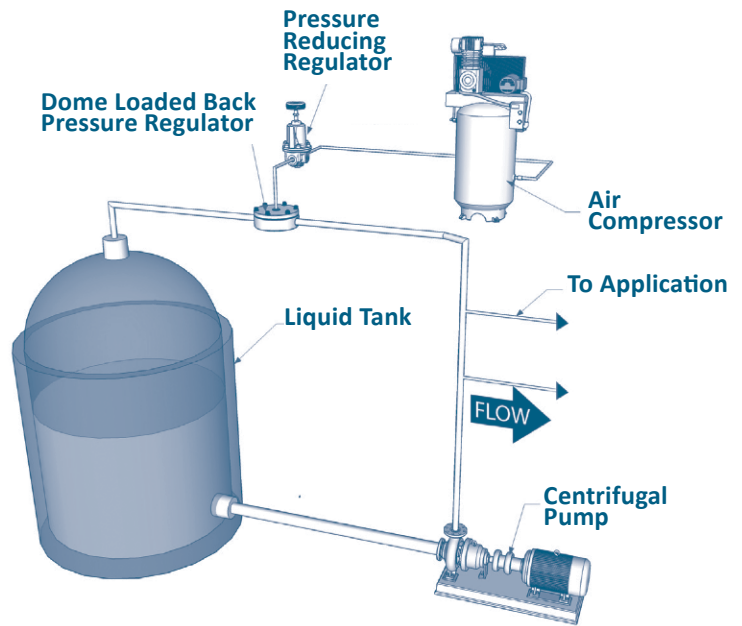 Pressure
Reducing
Regulator
Dome Loaded Back
Pressure Regulator
Air
Compressor
To Application
Liquid Tank
FLOW
Centrifugal
Pump